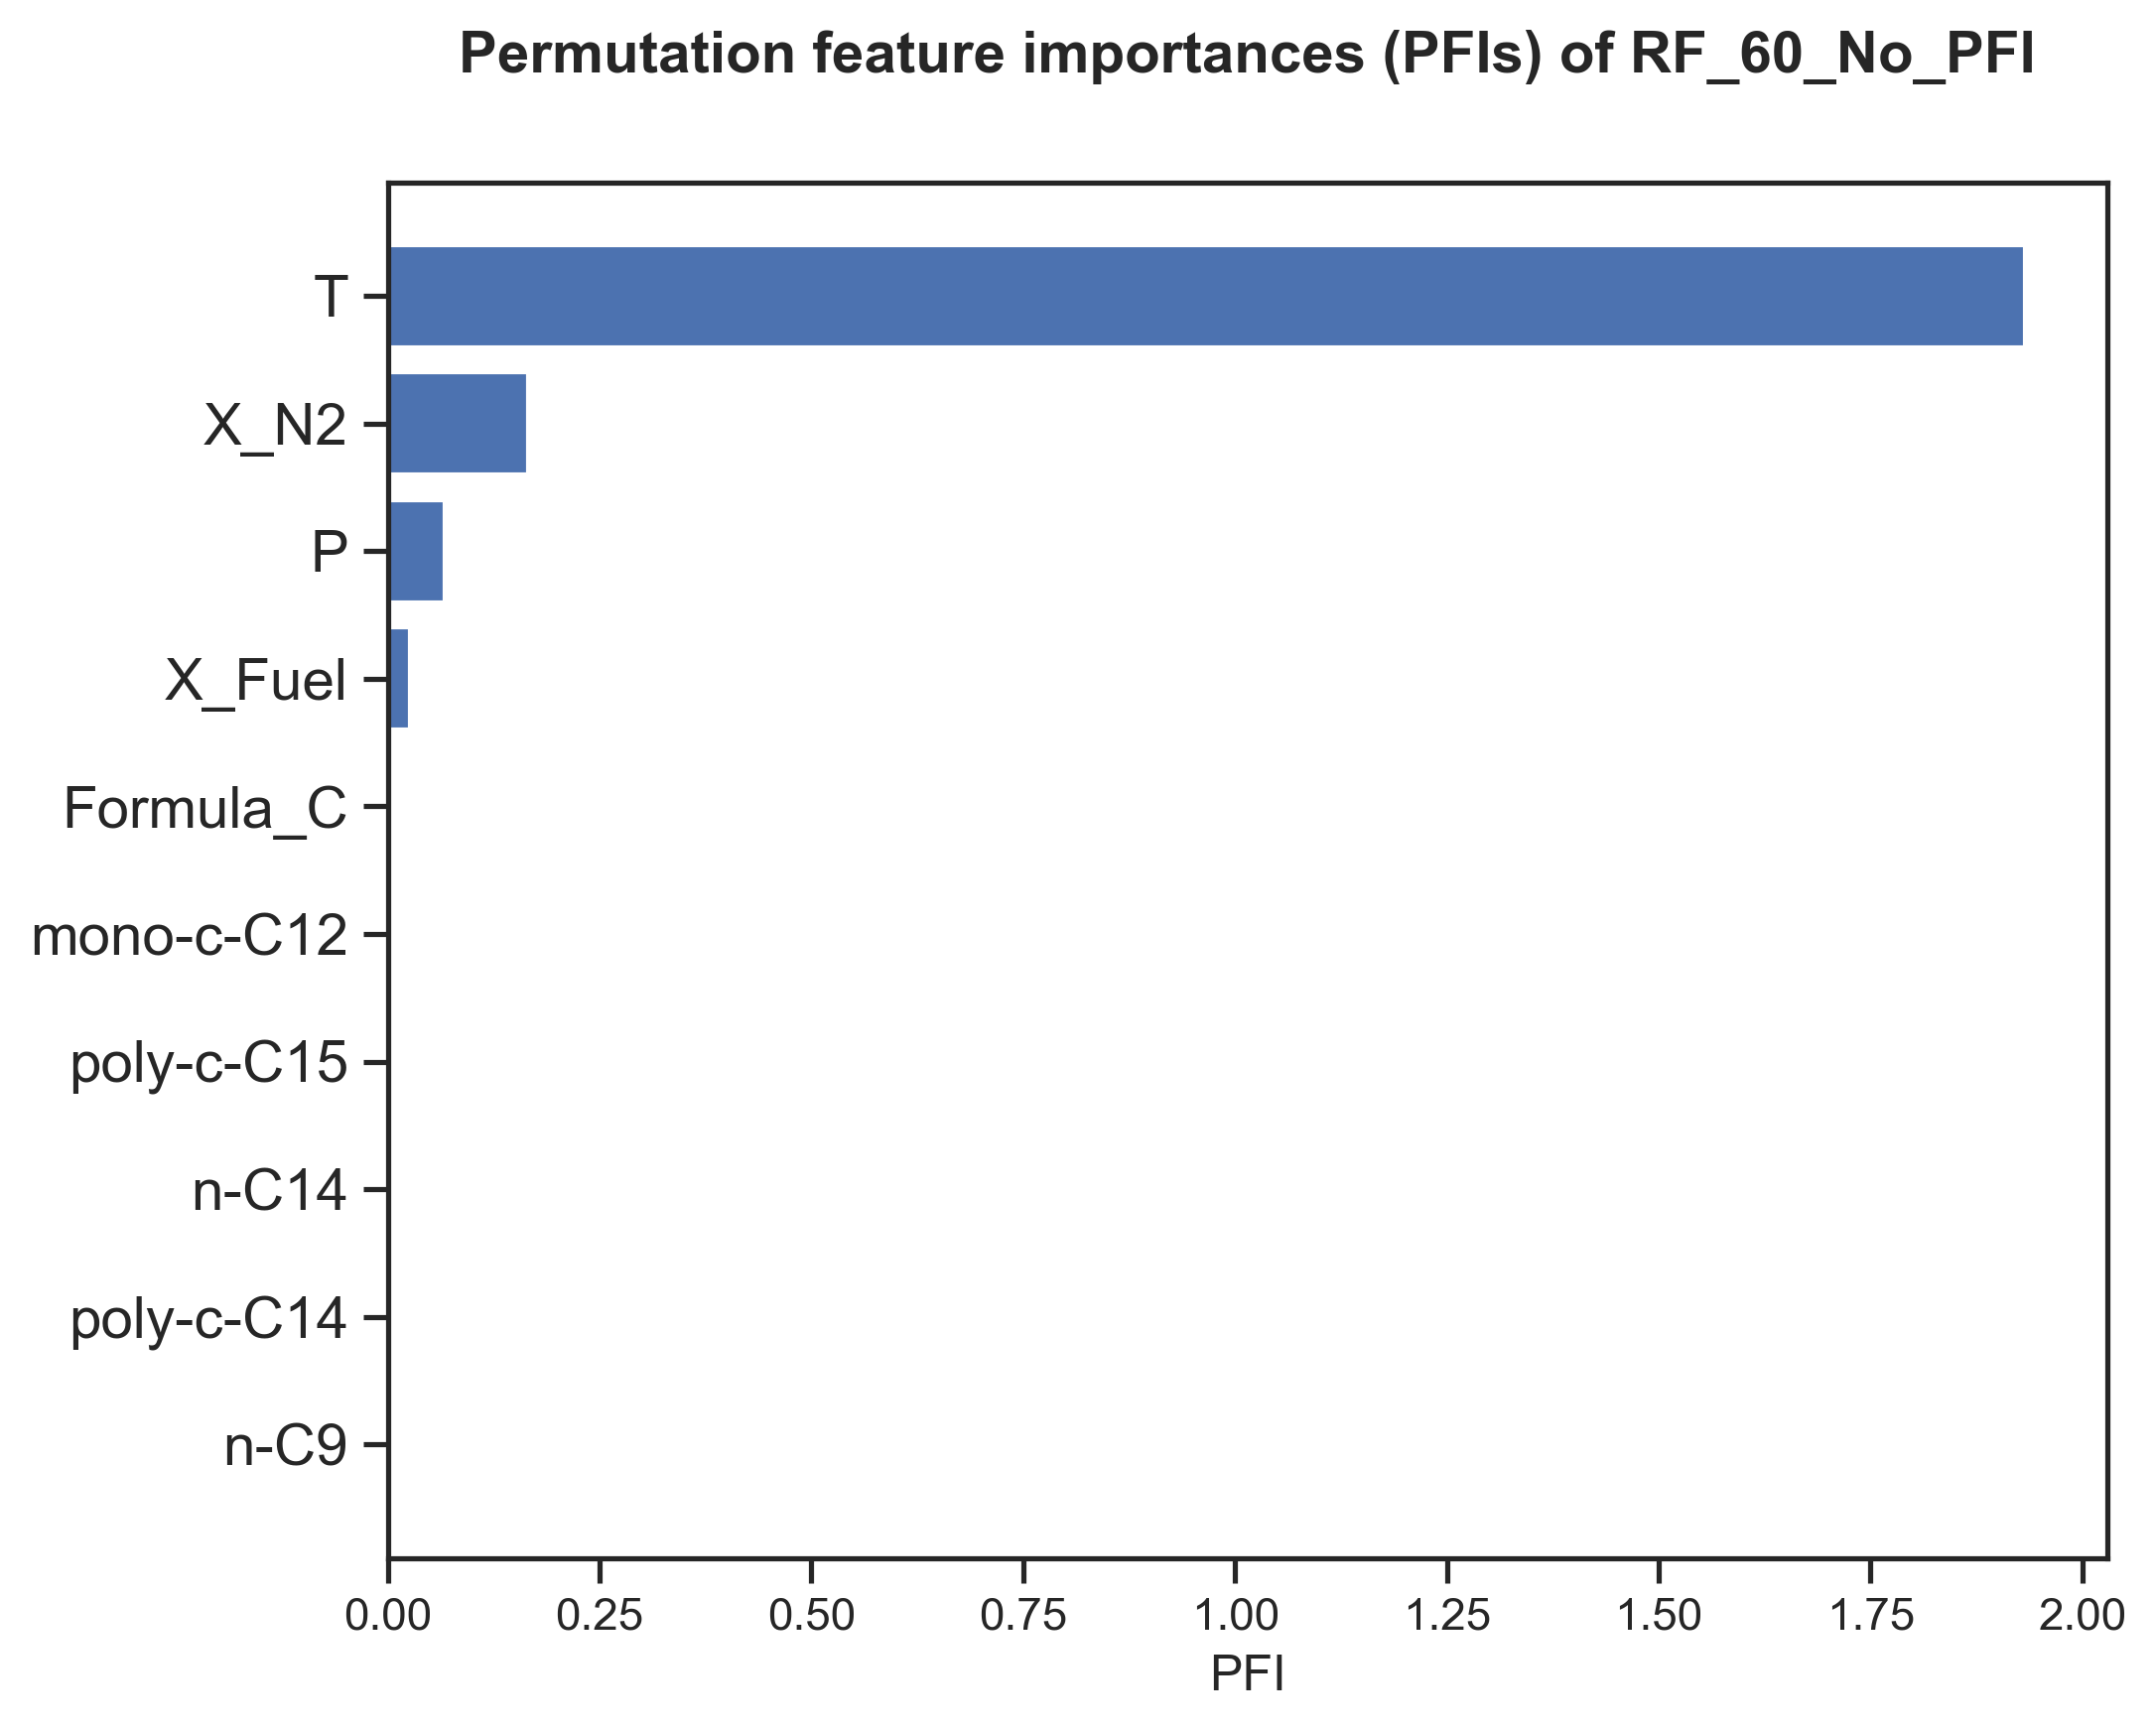 Permutation feature importances (PFIs) of RF_60_No_PFI
T
X_N2
P
X_Fuel
Formula_C
mono-c-C12
poly-c-C15
n-C14
poly-c-C14
n-C9
0.00 0.25 0.50 0.75 1.00 1.25 1.50 1.75 2.00
PFI